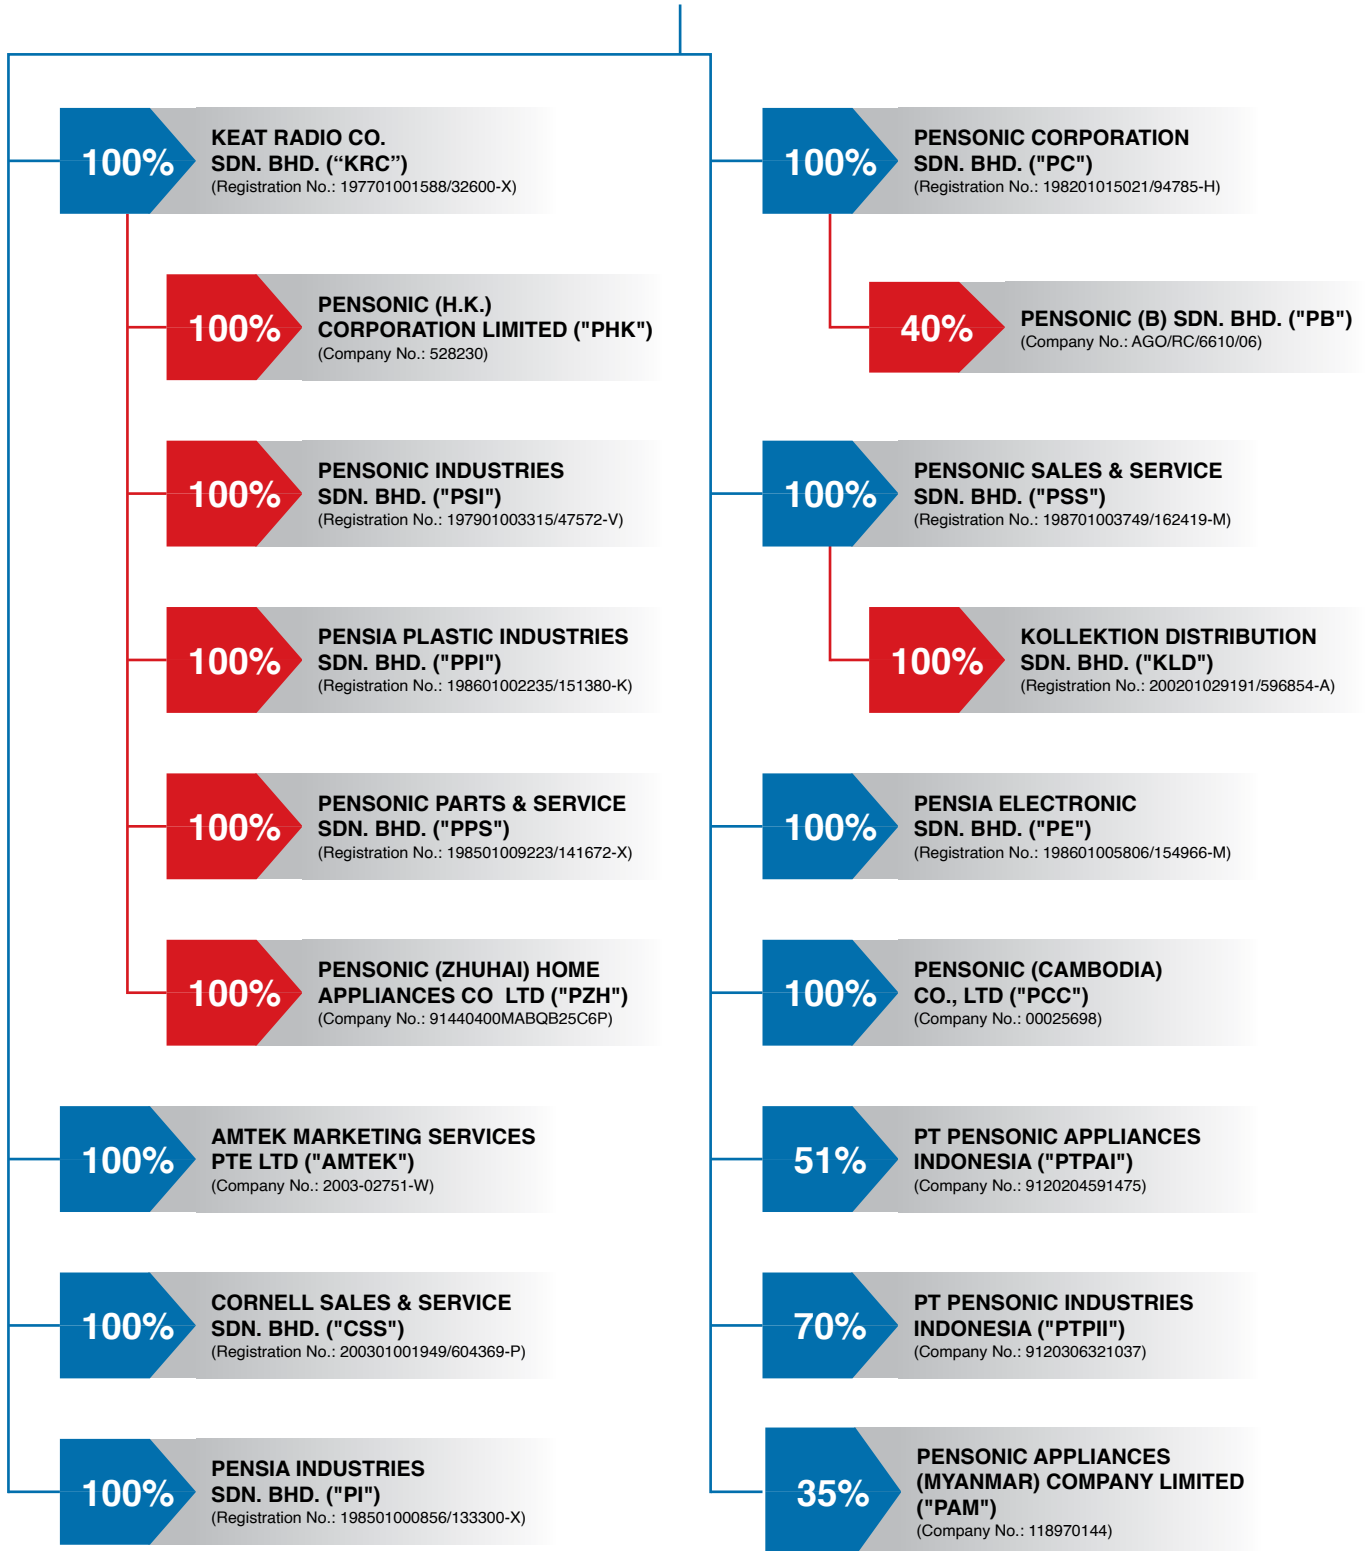 100%
KEAT RADIO CO.
SDN. BHD. (“KRC”)
(Registration No.: 197701001588/32600-X)
100%
PENSONIC (H.K.)
CORPORATION LIMITED ("PHK")
(Company No.: 528230)
100%
PENSONIC INDUSTRIES
SDN. BHD. ("PSI")
(Registration No.: 197901003315/47572-V)
100%
PENSIA PLASTIC INDUSTRIES
SDN. BHD. ("PPI")
(Registration No.: 198601002235/151380-K)
100%
PENSONIC PARTS & SERVICE
SDN. BHD. ("PPS")
(Registration No.: 198501009223/141672-X)
100%
PENSONIC (ZHUHAI) HOME
APPLIANCES CO  LTD ("PZH")
(Company No.: 91440400MABQB25C6P)
100%
AMTEK MARKETING SERVICES
PTE LTD ("AMTEK")
(Company No.: 2003-02751-W)
100%
CORNELL SALES & SERVICE
SDN. BHD. ("CSS")
(Registration No.: 200301001949/604369-P)
100%
PENSIA INDUSTRIES
SDN. BHD. ("PI")
(Registration No.: 198501000856/133300-X)
100%
PENSONIC CORPORATION
SDN. BHD. ("PC")
(Registration No.: 198201015021/94785-H)
40%
PENSONIC (B) SDN. BHD. ("PB")
(Company No.: AGO/RC/6610/06)
100%
PENSONIC SALES & SERVICE
SDN. BHD. ("PSS")
(Registration No.: 198701003749/162419-M)
100%
KOLLEKTION DISTRIBUTION
SDN. BHD. ("KLD")
(Registration No.: 200201029191/596854-A)
100%
PENSIA ELECTRONIC
SDN. BHD. ("PE")
(Registration No.: 198601005806/154966-M)
100%
PENSONIC (CAMBODIA)
CO., LTD ("PCC")
(Company No.: 00025698)
51%
PT PENSONIC APPLIANCES
INDONESIA ("PTPAI")
(Company No.: 9120204591475)
70%
PT PENSONIC INDUSTRIES
INDONESIA ("PTPII")
(Company No.: 9120306321037)
35%
PENSONIC APPLIANCES
(MYANMAR) COMPANY LIMITED
("PAM")
(Company No.: 118970144)